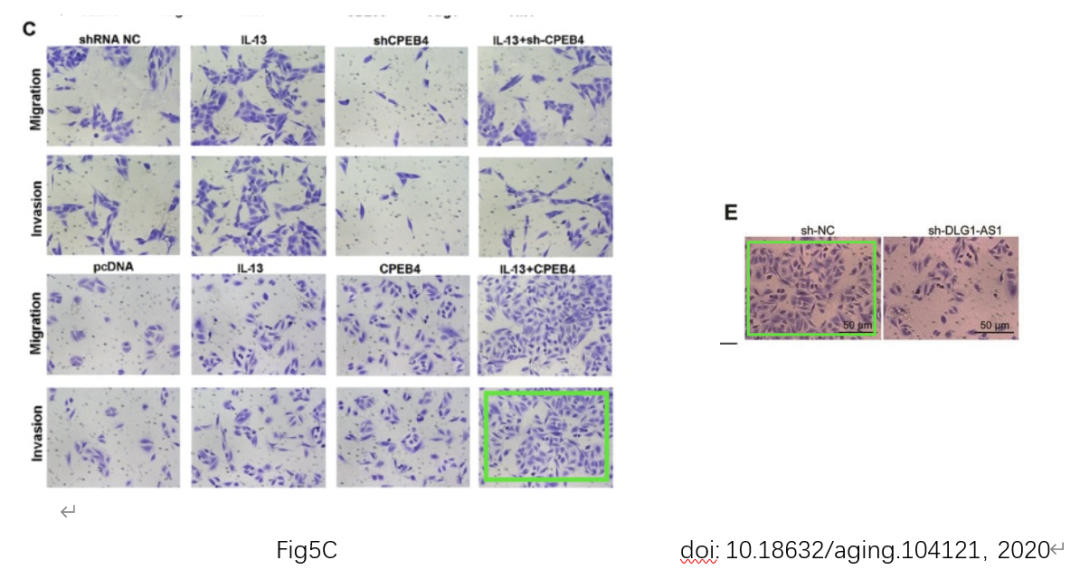 C
shRNA NC IL-13 shCPEB4 IL-13+sh-CPEB4
Migration
Invasion
pcDNA IL-13 CPEB4 IL-13+CPEB4
Migration
Invasion
Fig5C
E
sh-NC sh-DLG1-AS1
50 μm 50 μm
doi: 10.18632/aging.104121, 2020